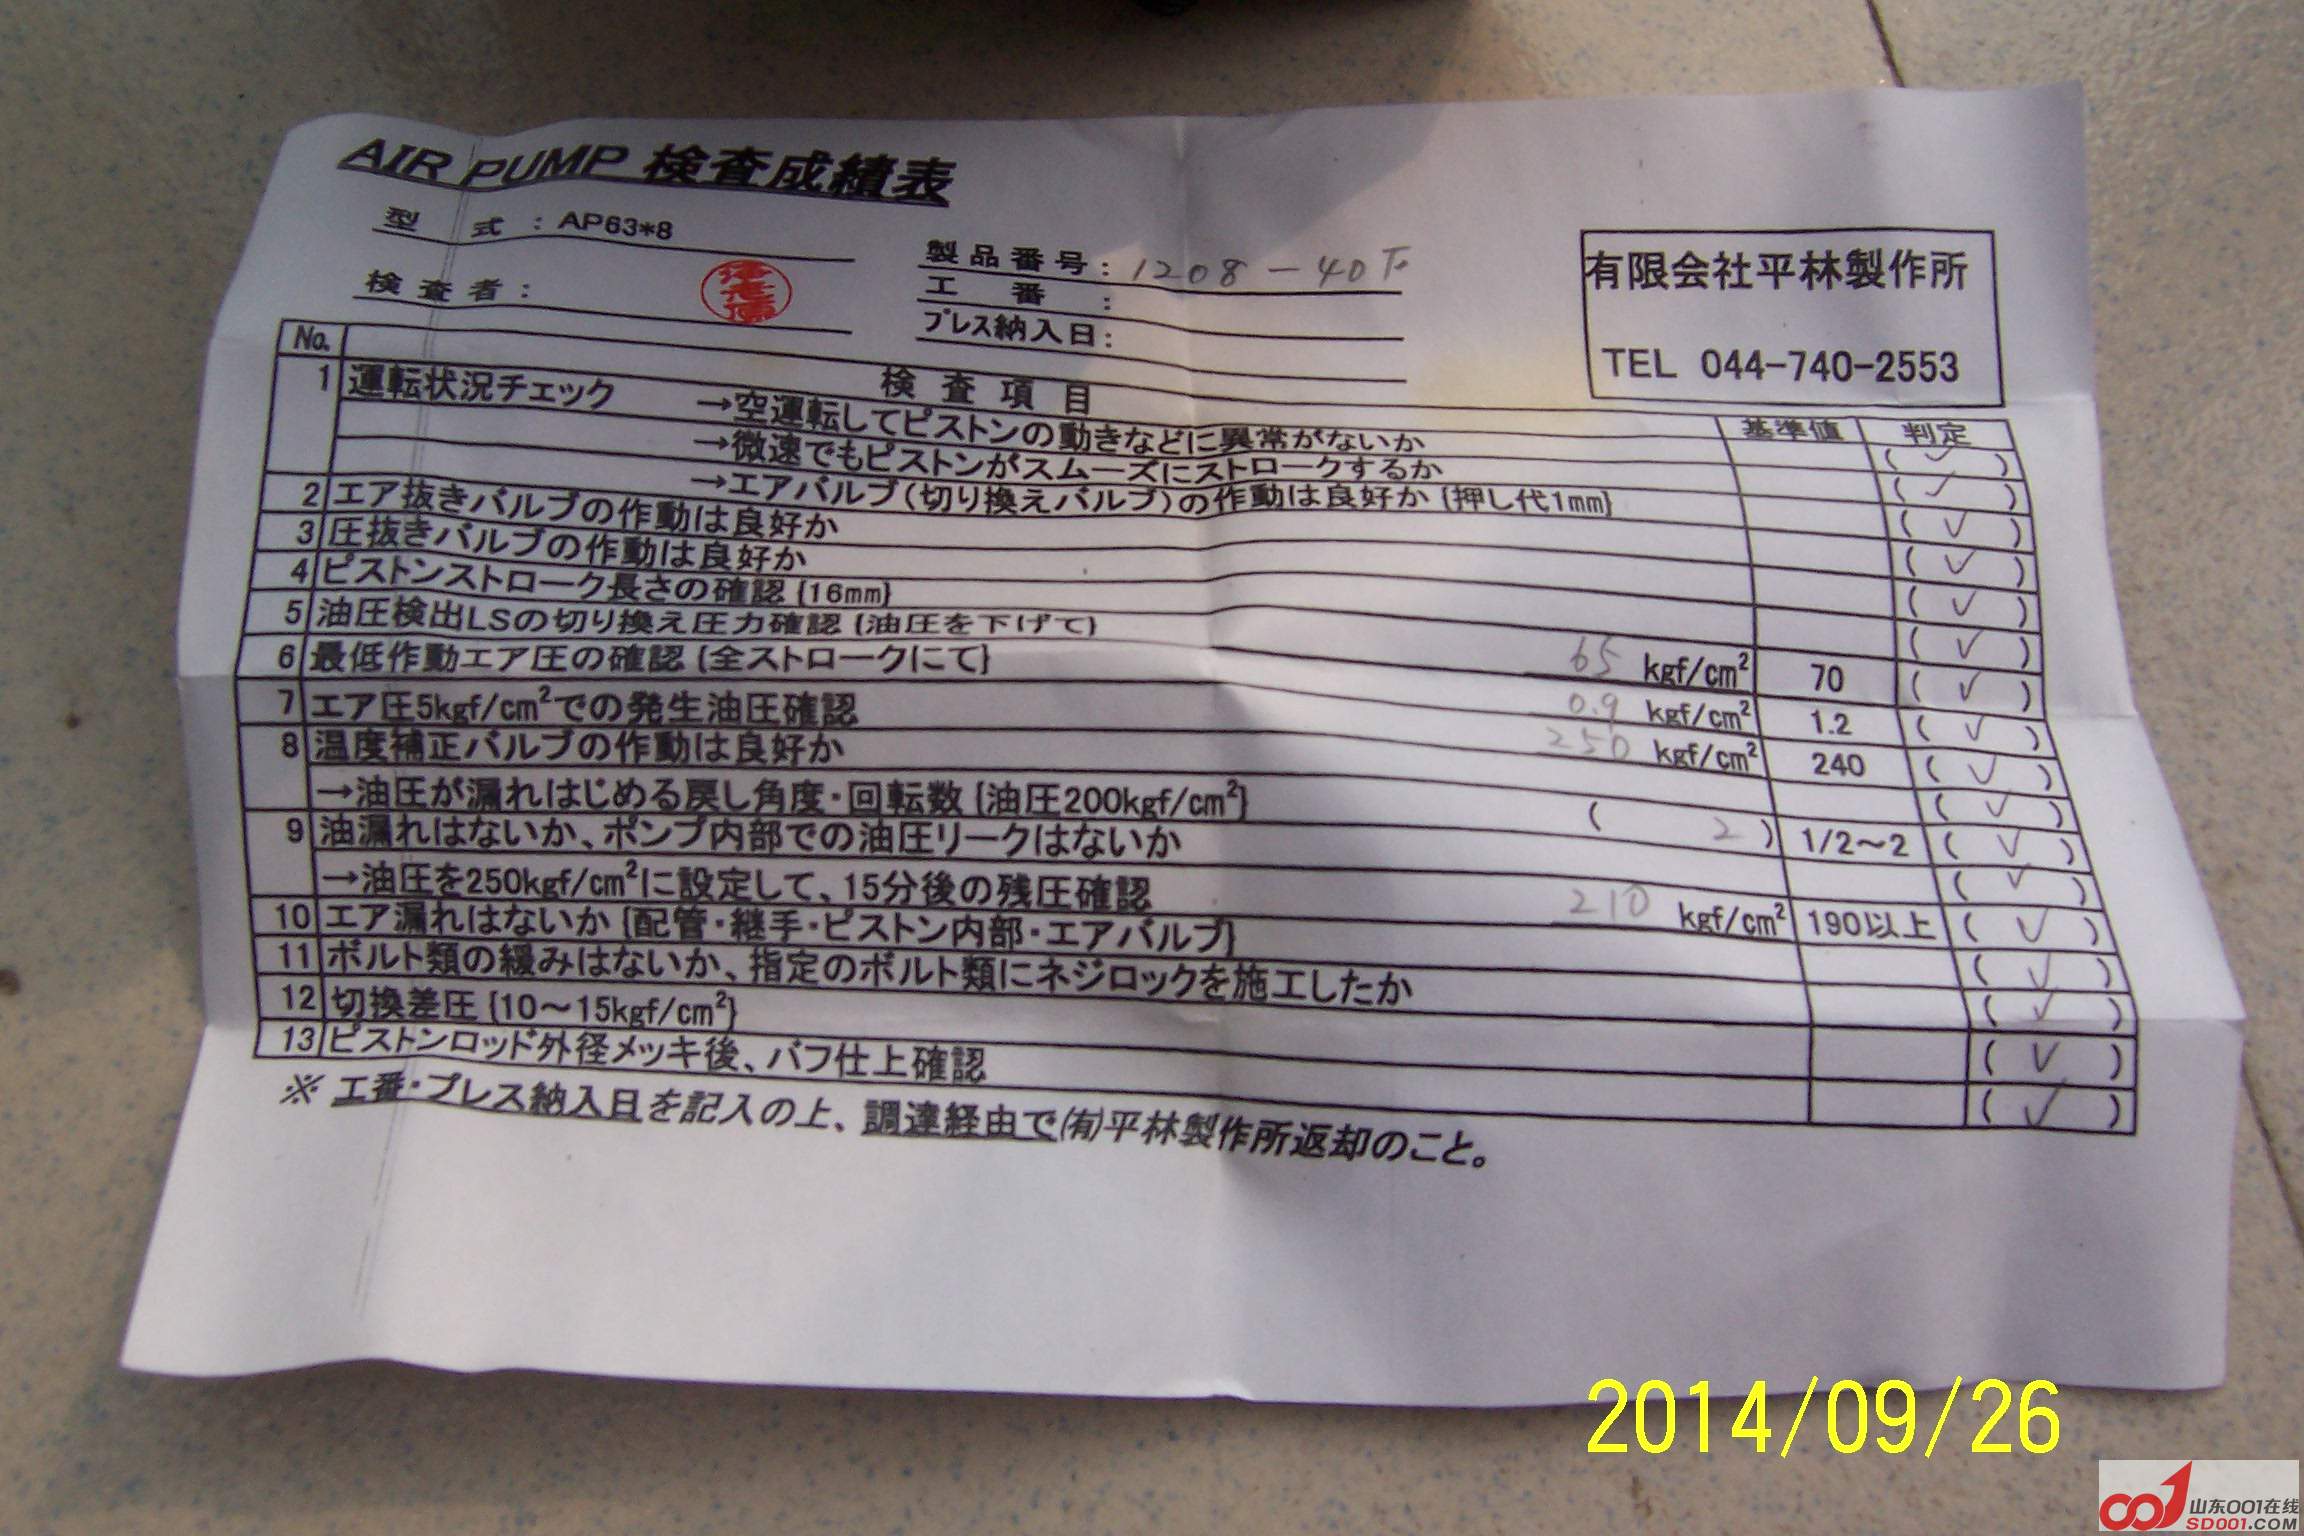 AIR PUMP 検査成績表
型 式 : AP63*8
検 査 者 :
製 品 番 号 : 1208-40下
工 番 :
プレス納入日:
有限会社平林製作所
TEL 044-740-2553
No. 検 査 項 目 基準値 判定
1 運転状況チェック →空運転してピストンの動きなどに異常がないか (✓)
→微速でもピストンがスムーズにストロークするか (✓)
→エアバルブ(切り換えバルブ)の作動は良好か{押し代1mm} (✓)
2 エア抜きバルブの作動は良好か (✓)
3 圧抜きバルブの作動は良好か (✓)
4 ピストンストローク長さの確認{16mm} (✓)
5 油圧検出LSの切り換え圧力確認{油圧を下げて} 65 kgf/cm² 70 (✓)
6 最低作動エア圧の確認{全ストロークにて} 0.9 kgf/cm² 1.2 (✓)
7 エア圧5kgf/cm²での発生油圧確認 250 kgf/cm² 240 (✓)
8 温度補正バルブの作動は良好か (✓)
→油圧が漏れはじめる戻し角度・回転数{油圧200kgf/cm²} ( 2 ) 1/2~2 (✓)
9 油漏れはないか、ポンプ内部での油圧リークはないか (✓)
→油圧を250kgf/cm²に設定して、15分後の残圧確認 210 kgf/cm² 190以上 (✓)
10 エア漏れはないか{配管・継手・ピストン内部・エアバルブ} (✓)
11 ボルト類の緩みはないか、指定のボルト類にネジロックを施工したか (✓)
12 切換差圧{10~15kgf/cm²} (✓)
13 ピストンロッド外径メッキ後、バフ仕上確認 (✓)
※ 工番・プレス納入日を記入の上、調達経由で(有)平林製作所返却のこと。
2014/09/26
山东001在线
SD001.COM